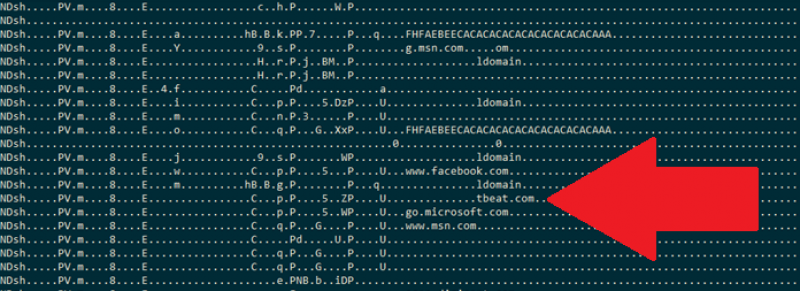 NDsh.....PV.m....8....E.................c..h.P......W.P............
NDsh.....PV.m....8....E............................................
NDsh.....PV.m....8....E.....a..........hB.B.k.PP.7.....P...q....FHFAEBEECACACACACACACACACACACAAA.
NDsh.....PV.m....8....E.....Y............9..s.P........P........g.msn.com.....om.
NDsh.....PV.m....8....E..................H..r.P.j..BM..P...................ldomain
.H..r.P.j..BM..P
NDsh.....PV.m....8....E..4.f...........C.....Pd............a
NDsh.....PV.m....8....E.....i..........C...p.P.....5.DzP.....U.............ldomain
NDsh.....PV.m....8....E.....m..........C...n.P.3.......P.....U
NDsh.....PV.m....8....E.....o..........C...q.P...G...XxP.....U...FHFAEBEECACACACACACACACACACACAAA.
NDsh...............0................0
NDsh.....PV.m....8....E.....j............9..s.P.......WP...................ldomain
NDsh.....PV.m....8....E.....w..........C...p.P.....5...P.....U...www.facebook.com
NDsh.....PV.m....8....E.....m..........hB.B.g.P........P...q...............ldomain
NDsh.....PV.m....8....E................C...p.P.....5..ZP.....U.............tbeat.com
NDsh.....PV.m....8....E................C...p.P.....5..WP.....U...go.microsoft.com
NDsh.....PV.m....8....E................C...q.P...G.....P.....U...www.msn.com
NDsh.....PV.m....8....E......................Pd.....U.P
NDsh.....PV.m....8....E................C...q.P...G.....P.....U
NDsh.....PV.m....8....E................C...q.P...G.....P.....U
NDsh.....PV.m....8....E....................e.PNB.b..iDP